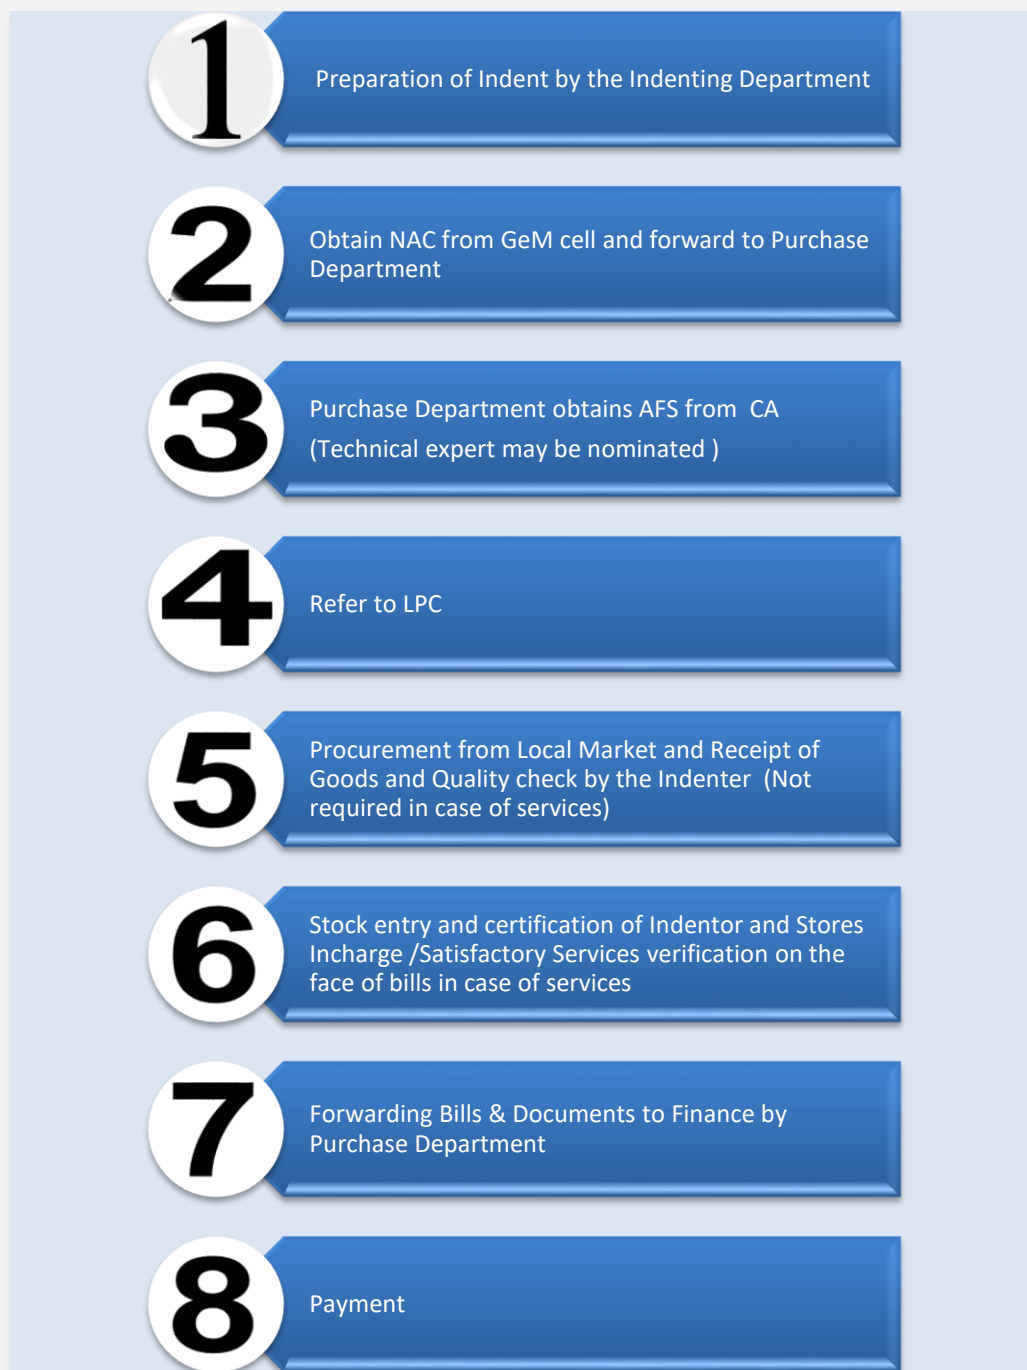 1
Preparation of Indent by the Indenting Department
2
Obtain NAC from GeM cell and forward to Purchase
Department
3
Purchase Department obtains AFS from  CA
(Technical expert may be nominated )
4
Refer to LPC
5
Procurement from Local Market and Receipt of
Goods and Quality check by the Indenter  (Not
required in case of services)
6
Stock entry and certification of Indentor and Stores
Incharge /Satisfactory Services verification on the
face of bills in case of services
7
Forwarding Bills & Documents to Finance by
Purchase Department
8
Payment